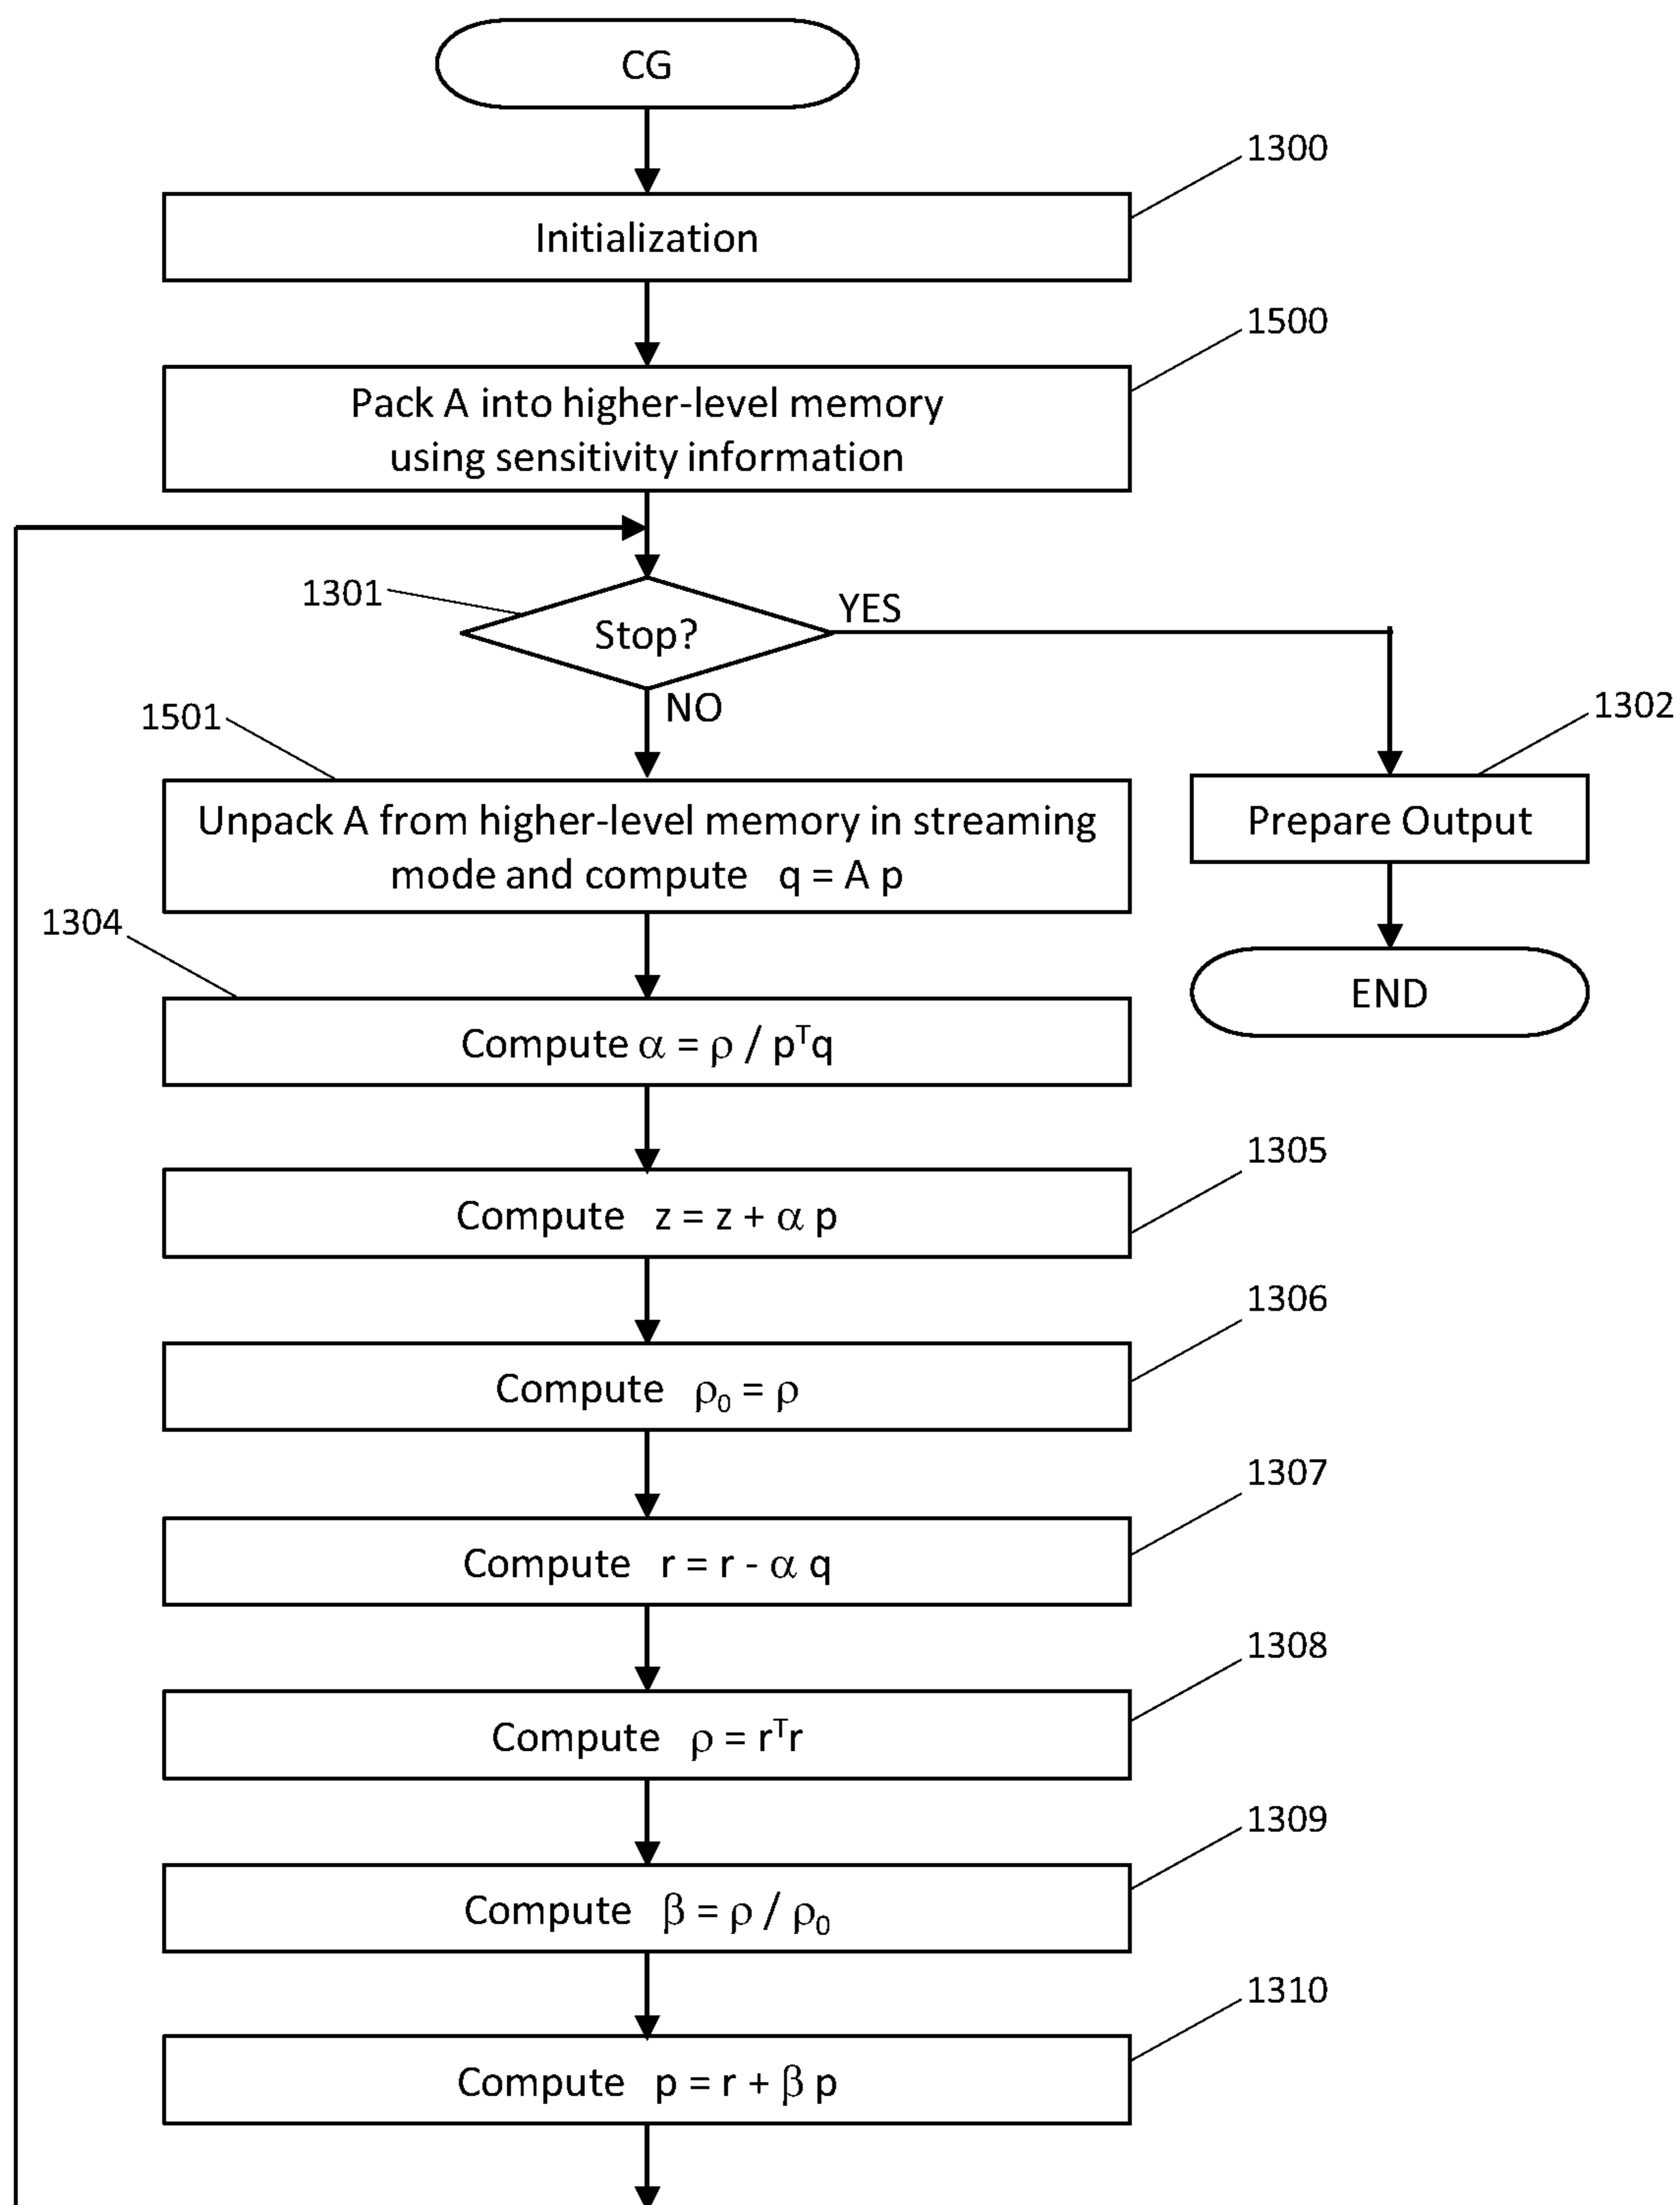 CG
1300
Initialization
1500
Pack A into higher-level memory
using sensitivity information
1301
Stop?
YES
NO
1501
1302
Unpack A from higher-level memory in streaming
mode and compute q = A p
Prepare Output
1304
END
Compute α = ρ / pᵀq
1305
Compute z = z + α p
1306
Compute ρ₀ = ρ
1307
Compute r = r - α q
1308
Compute ρ = rᵀr
1309
Compute β = ρ / ρ₀
1310
Compute p = r + β p